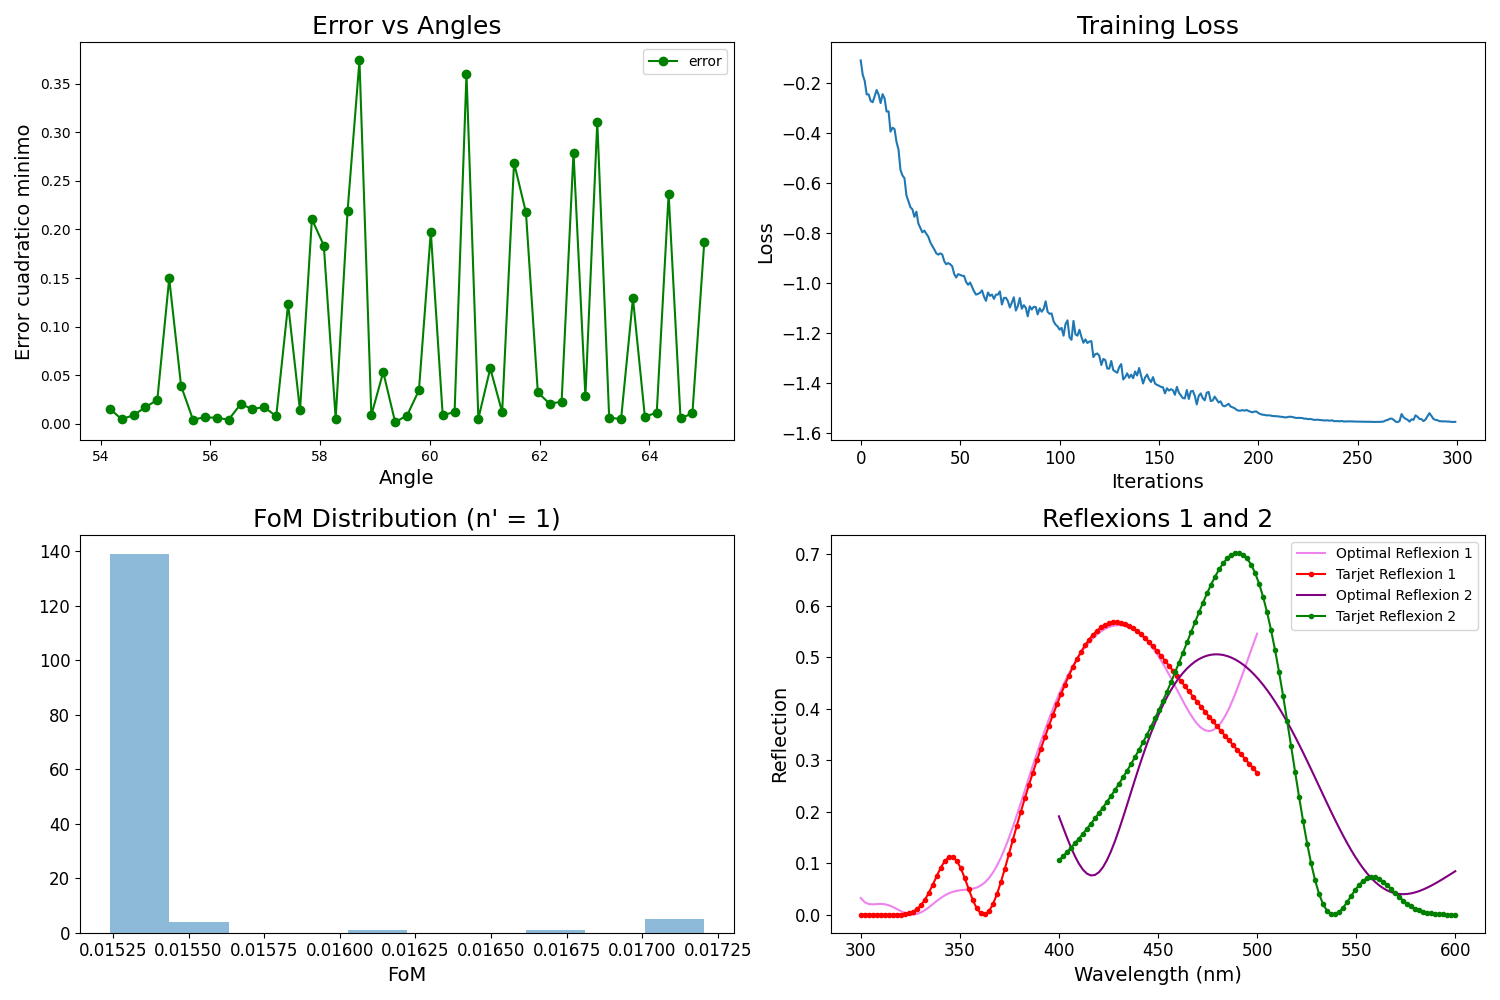 Error vs Angles
Error cuadratico minimo
0.35
0.30
0.25
0.20
0.15
0.10
0.05
0.00
error
54 56 58 60 62 64
Angle
Training Loss
Loss
−0.2
−0.4
−0.6
−0.8
−1.0
−1.2
−1.4
−1.6
0 50 100 150 200 250 300
Iterations
FoM Distribution (n' = 1)
140
120
100
80
60
40
20
0
0.01525 0.01550 0.01575 0.01600 0.01625 0.01650 0.01675 0.01700 0.01725
FoM
Reflexions 1 and 2
Reflection
0.7
0.6
0.5
0.4
0.3
0.2
0.1
0.0
Optimal Reflexion 1
Tarjet Reflexion 1
Optimal Reflexion 2
Tarjet Reflexion 2
300 350 400 450 500 550 600
Wavelength (nm)